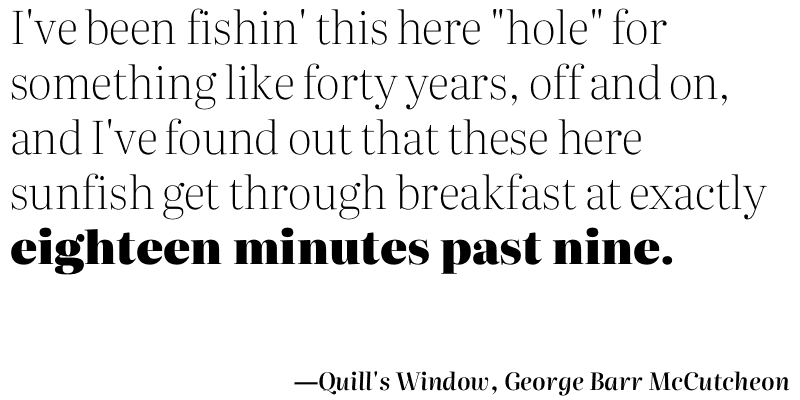 I've been fishin' this here "hole" for
something like forty years, off and on,
and I've found out that these here
sunfish get through breakfast at exactly
eighteen minutes past nine.
—Quill's Window, George Barr McCutcheon